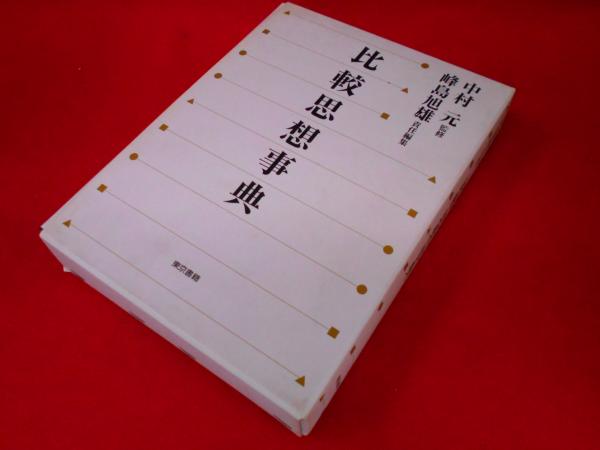 中村 元 監修
峰島旭雄 責任編集
比較思想事典
東京書籍